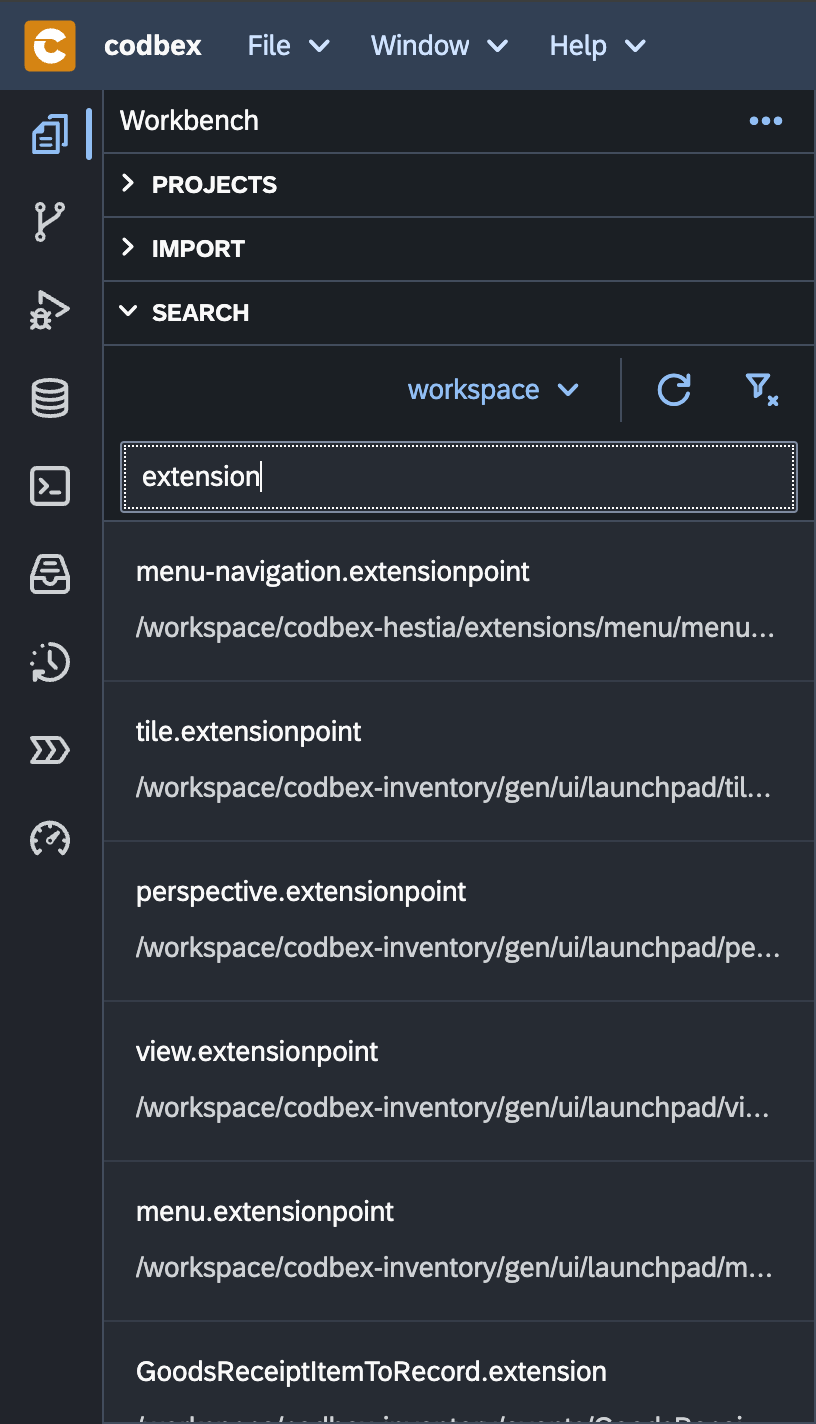 codbex File Window Help
Workbench
PROJECTS
IMPORT
SEARCH
workspace
extension
menu-navigation.extensionpoint
/workspace/codbex-hestia/extensions/menu/menu...
tile.extensionpoint
/workspace/codbex-inventory/gen/ui/launchpad/til...
perspective.extensionpoint
/workspace/codbex-inventory/gen/ui/launchpad/pe...
view.extensionpoint
/workspace/codbex-inventory/gen/ui/launchpad/vi...
menu.extensionpoint
/workspace/codbex-inventory/gen/ui/launchpad/m...
GoodsReceiptItemToRecord.extension